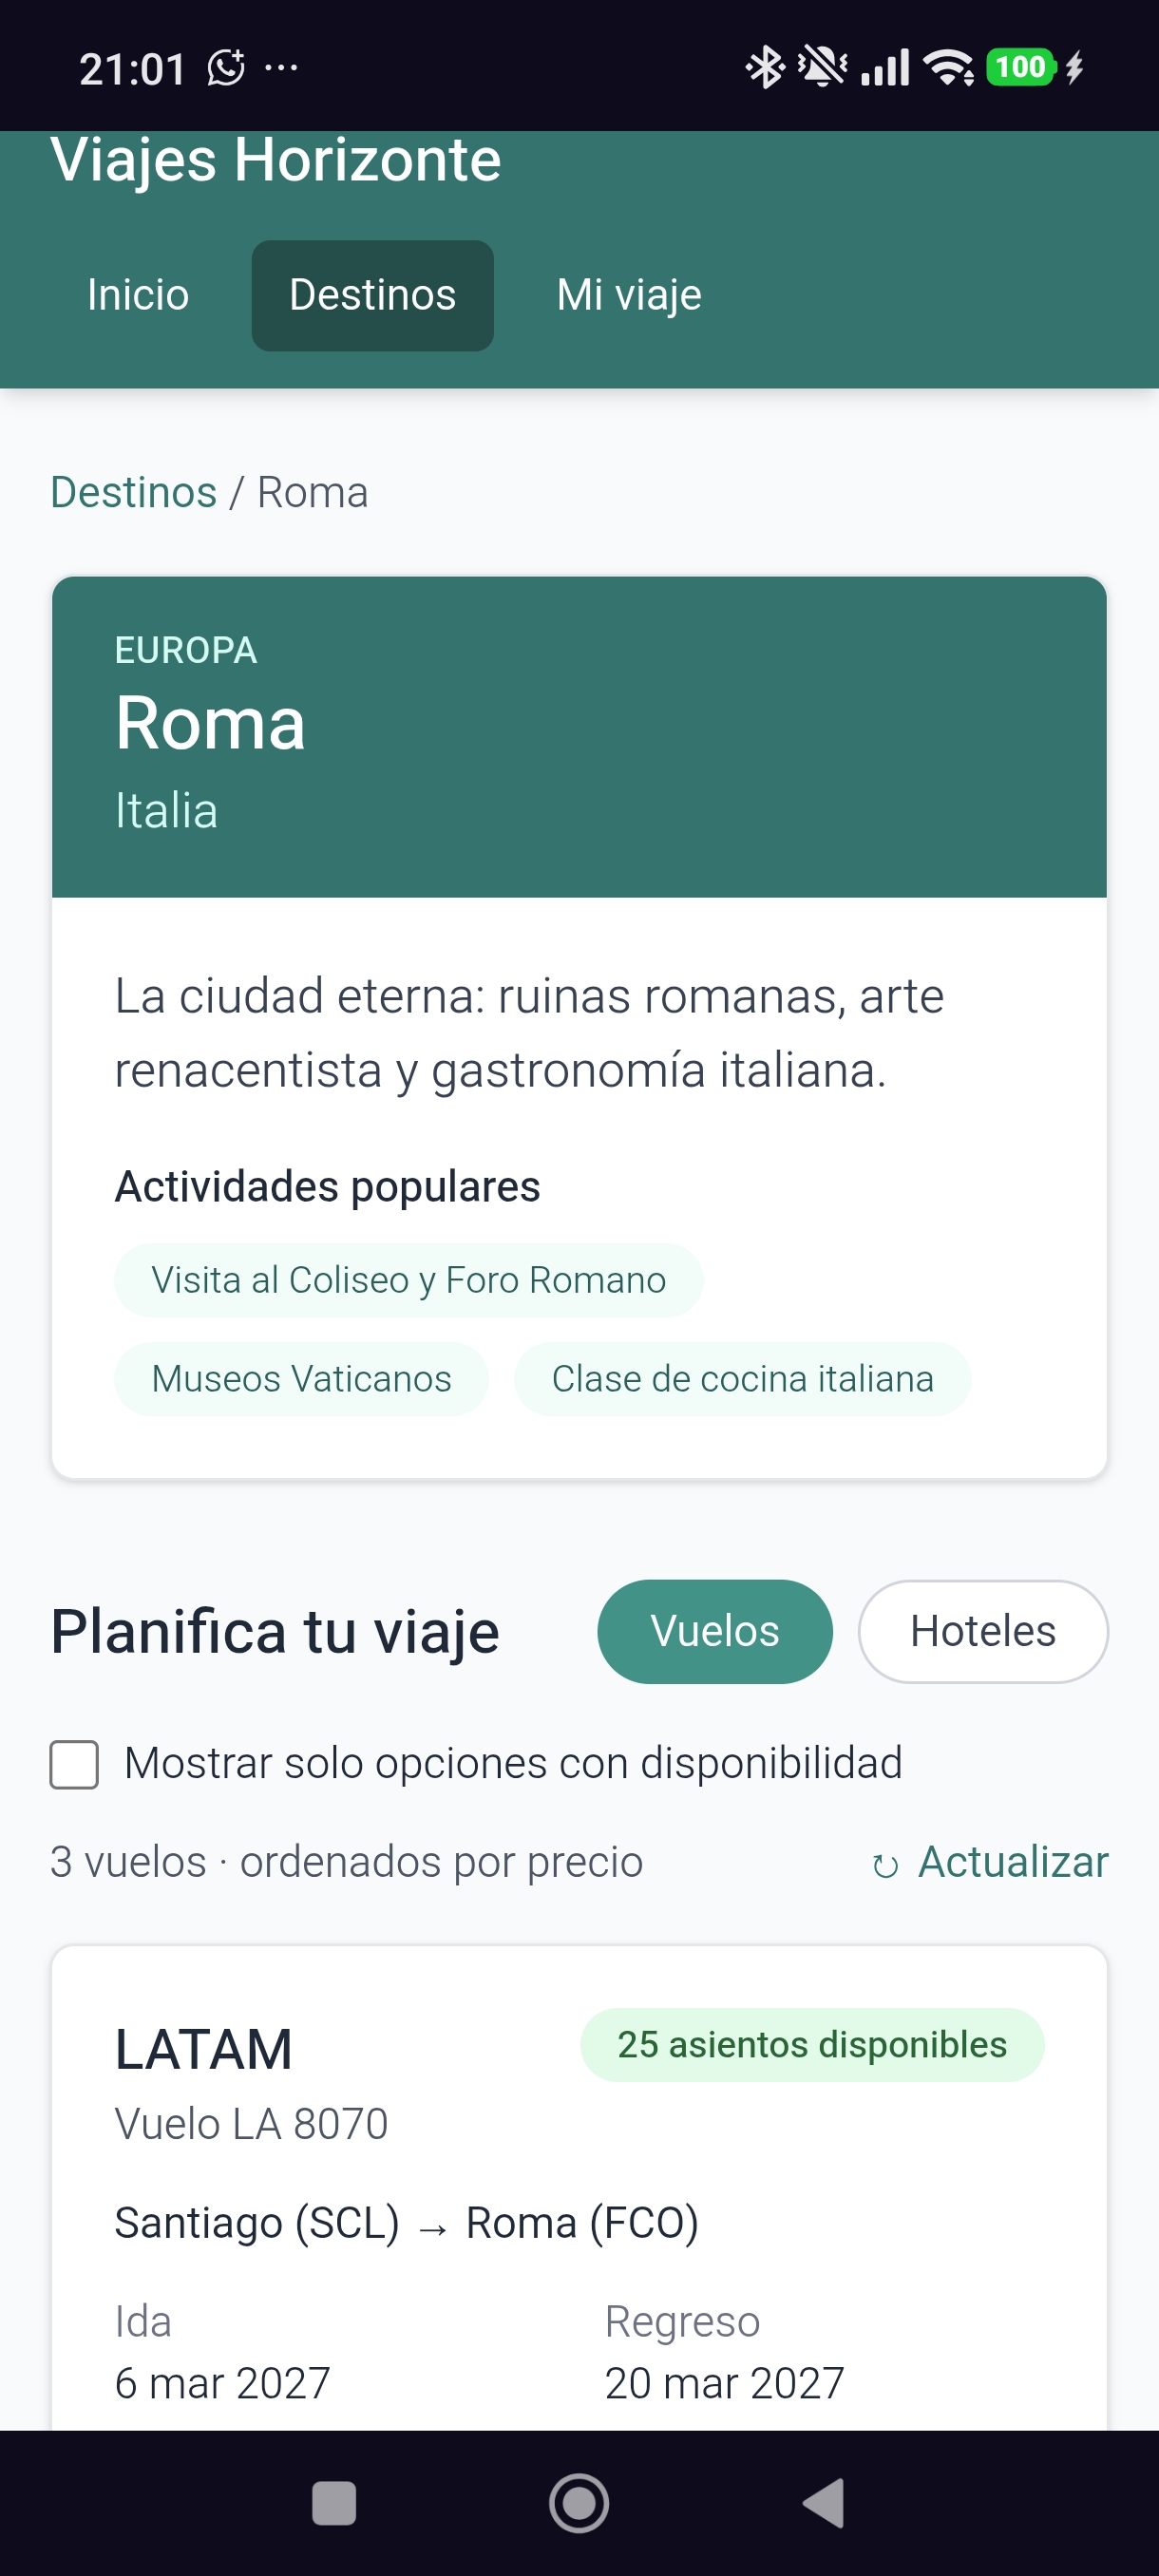 21:01
100
Viajes Horizonte
Inicio Destinos Mi viaje
Destinos / Roma
EUROPA
Roma
Italia
La ciudad eterna: ruinas romanas, arte
renacentista y gastronomía italiana.
Actividades populares
Visita al Coliseo y Foro Romano
Museos Vaticanos Clase de cocina italiana
Planifica tu viaje Vuelos Hoteles
Mostrar solo opciones con disponibilidad
3 vuelos · ordenados por precio ↻ Actualizar
LATAM 25 asientos disponibles
Vuelo LA 8070
Santiago (SCL) → Roma (FCO)
Ida Regreso
6 mar 2027 20 mar 2027